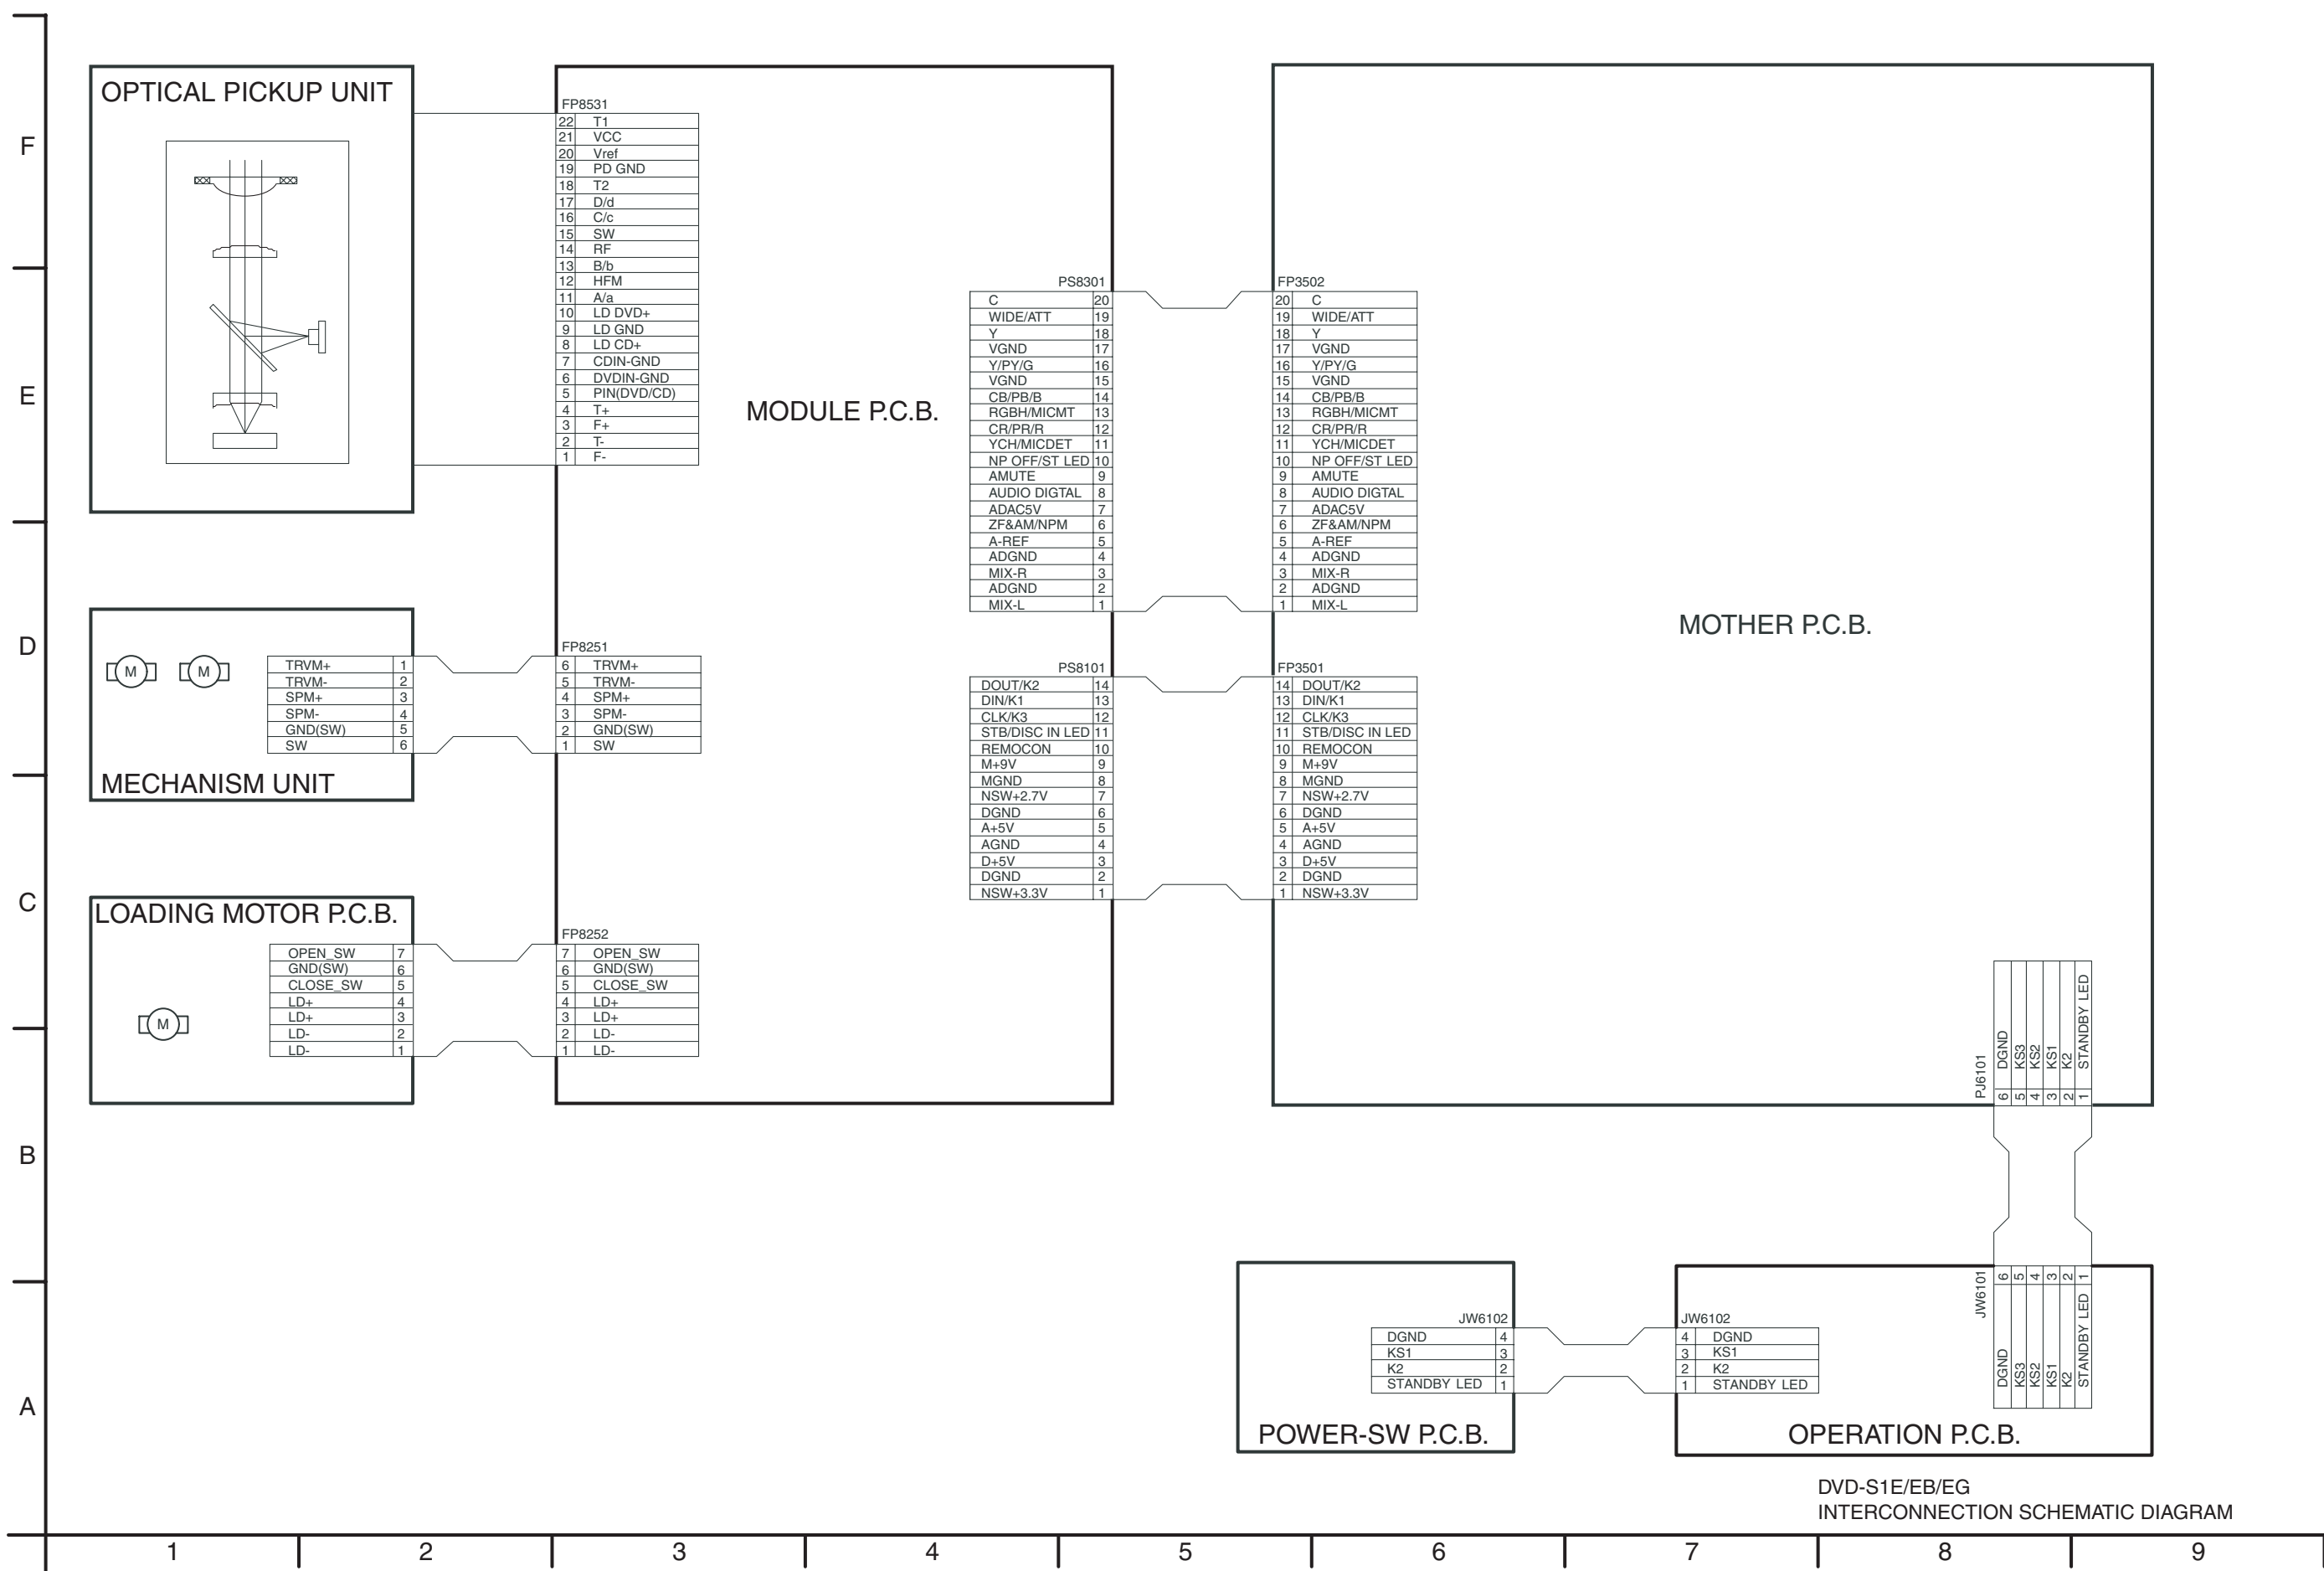 OPTICAL PICKUP UNIT
FP8531
22 T1
21 VCC
20 Vref
19 PD GND
18 T2
17 D/d
16 C/c
15 SW
14 RF
13 B/b
12 HFM
11 A/a
10 LD DVD+
9 LD GND
8 LD CD+
7 CDIN-GND
6 DVDIN-GND
5 PIN(DVD/CD)
4 T+
3 F+
2 T-
1 F-
MODULE P.C.B.
PS8301
C 20
WIDE/ATT 19
Y 18
VGND 17
Y/PY/G 16
VGND 15
CB/PB/B 14
RGBH/MICMT 13
CR/PR/R 12
YCH/MICDET 11
NP OFF/ST LED 10
AMUTE 9
AUDIO DIGTAL 8
ADAC5V 7
ZF&AM/NPM 6
A-REF 5
ADGND 4
MIX-R 3
ADGND 2
MIX-L 1
FP3502
20 C
19 WIDE/ATT
18 Y
17 VGND
16 Y/PY/G
15 VGND
14 CB/PB/B
13 RGBH/MICMT
12 CR/PR/R
11 YCH/MICDET
10 NP OFF/ST LED
9 AMUTE
8 AUDIO DIGTAL
7 ADAC5V
6 ZF&AM/NPM
5 A-REF
4 ADGND
3 MIX-R
2 ADGND
1 MIX-L
MOTHER P.C.B.
M M
TRVM+ 1
TRVM- 2
SPM+ 3
SPM- 4
GND(SW) 5
SW 6
MECHANISM UNIT
FP8251
6 TRVM+
5 TRVM-
4 SPM+
3 SPM-
2 GND(SW)
1 SW
PS8101
DOUT/K2 14
DIN/K1 13
CLK/K3 12
STB/DISC IN LED 11
REMOCON 10
M+9V 9
MGND 8
NSW+2.7V 7
DGND 6
A+5V 5
AGND 4
D+5V 3
DGND 2
NSW+3.3V 1
FP3501
14 DOUT/K2
13 DIN/K1
12 CLK/K3
11 STB/DISC IN LED
10 REMOCON
9 M+9V
8 MGND
7 NSW+2.7V
6 DGND
5 A+5V
4 AGND
3 D+5V
2 DGND
1 NSW+3.3V
LOADING MOTOR P.C.B.
M
OPEN_SW 7
GND(SW) 6
CLOSE_SW 5
LD+ 4
LD+ 3
LD- 2
LD- 1
FP8252
7 OPEN_SW
6 GND(SW)
5 CLOSE_SW
4 LD+
3 LD+
2 LD-
1 LD-
PJ6101
6 DGND
5 KS3
4 KS2
3 KS1
2 K2
1 STANDBY LED
JW6101
6 DGND
5 KS3
4 KS2
3 KS1
2 K2
1 STANDBY LED
JW6102
DGND 4
KS1 3
K2 2
STANDBY LED 1
POWER-SW P.C.B.
JW6102
4 DGND
3 KS1
2 K2
1 STANDBY LED
OPERATION P.C.B.
DVD-S1E/EB/EG
INTERCONNECTION SCHEMATIC DIAGRAM
F
E
D
C
B
A
1 2 3 4 5 6 7 8 9